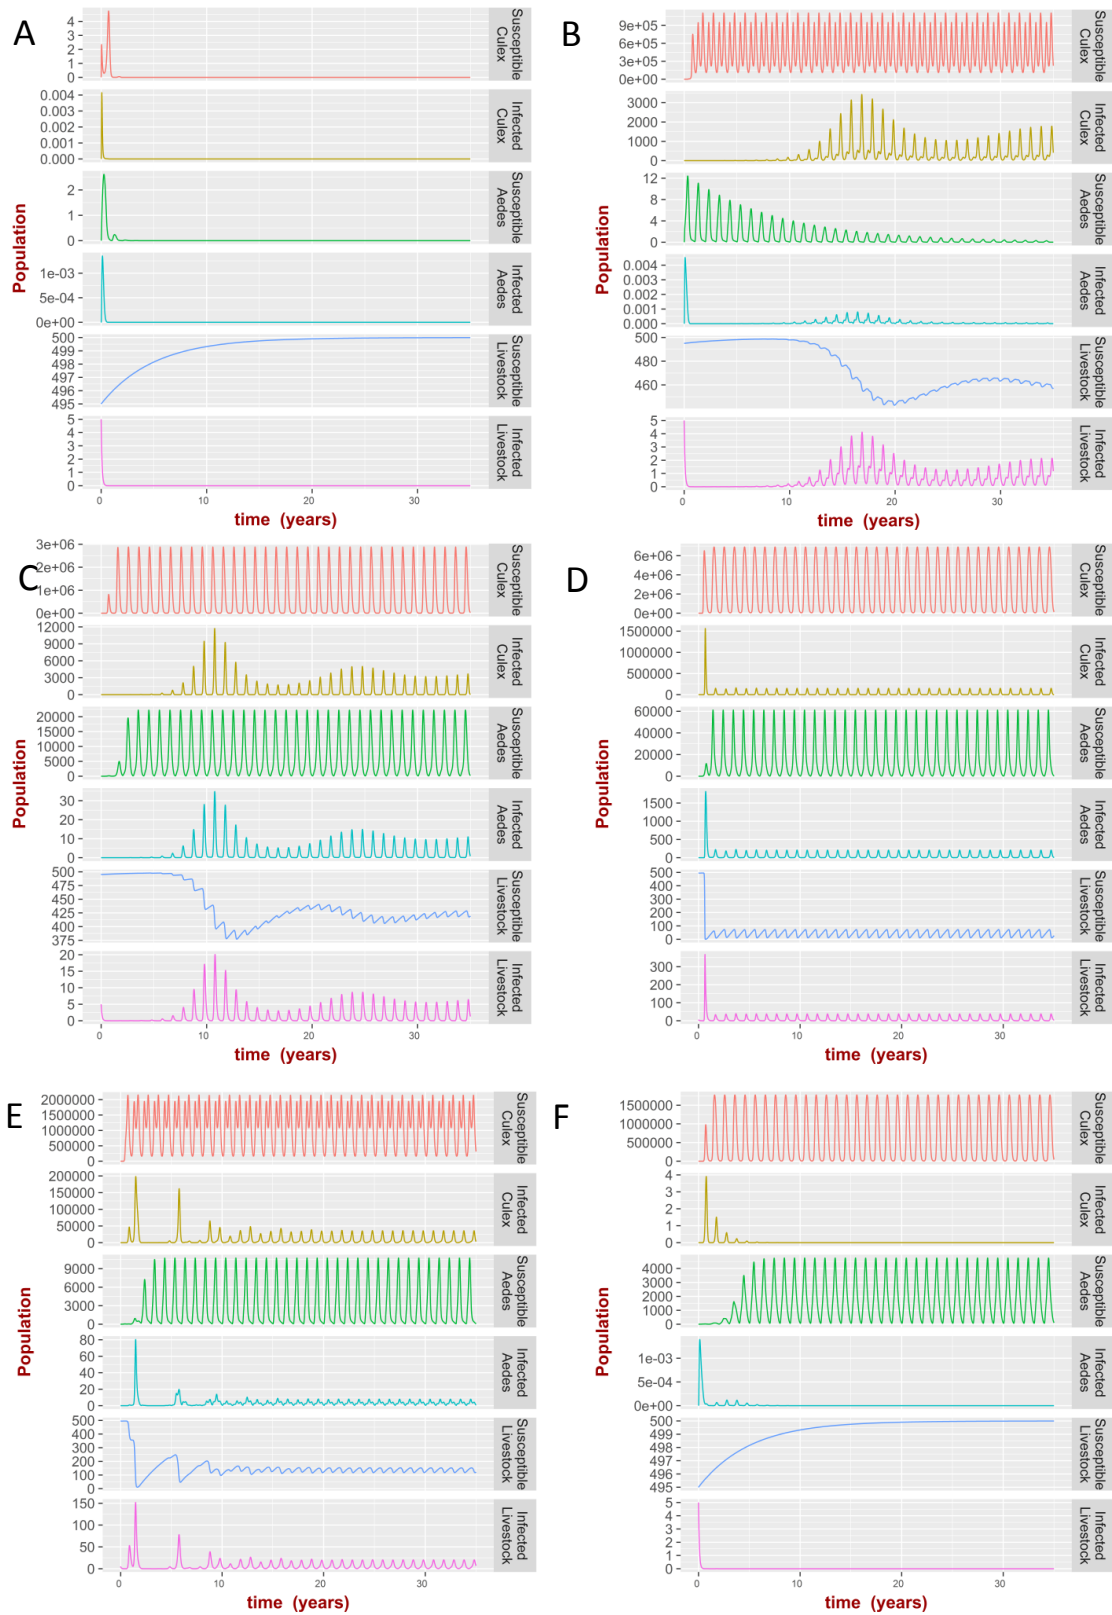 A
Population
5
4
3
2
1
0
Susceptible
Culex
0.004
0.003
0.002
0.001
0.000
Infected
Culex
2
1
0
Susceptible
Aedes
1e-03
5e-04
0e+00
Infected
Aedes
500
499
498
497
496
495
Susceptible
Livestock
5
4
3
2
1
0
Infected
Livestock
0
10
20
30
time (years)
B
Population
9e+05
6e+05
3e+05
0e+00
Susceptible
Culex
3000
2000
1000
0
Infected
Culex
12
8
4
0
Susceptible
Aedes
0.004
0.003
0.002
0.001
0.000
Infected
Aedes
500
480
460
Susceptible
Livestock
5
4
3
2
1
0
Infected
Livestock
0
10
20
30
time (years)
C
Population
3e+06
2e+06
1e+06
0e+00
Susceptible
Culex
12000
9000
6000
3000
0
Infected
Culex
20000
15000
10000
5000
0
Susceptible
Aedes
30
20
10
0
Infected
Aedes
500
475
450
425
400
375
Susceptible
Livestock
20
15
10
5
0
Infected
Livestock
0
10
20
30
time (years)
D
Population
6e+06
4e+06
2e+06
0e+00
Susceptible
Culex
1500000
1000000
500000
0
Infected
Culex
60000
40000
20000
0
Susceptible
Aedes
1500
1000
500
0
Infected
Aedes
500
400
300
200
100
0
Susceptible
Livestock
300
200
100
0
Infected
Livestock
0
10
20
30
time (years)
E
Population
2000000
1500000
1000000
500000
0
Susceptible
Culex
200000
150000
100000
50000
0
Infected
Culex
9000
6000
3000
0
Susceptible
Aedes
80
60
40
20
0
Infected
Aedes
500
400
300
200
100
0
Susceptible
Livestock
150
100
50
0
Infected
Livestock
0
10
20
30
time (years)
F
Population
1500000
1000000
500000
0
Susceptible
Culex
4
3
2
1
0
Infected
Culex
4000
3000
2000
1000
0
Susceptible
Aedes
1e-03
5e-04
0e+00
Infected
Aedes
500
499
498
497
496
495
Susceptible
Livestock
5
4
3
2
1
0
Infected
Livestock
0
10
20
30
time (years)